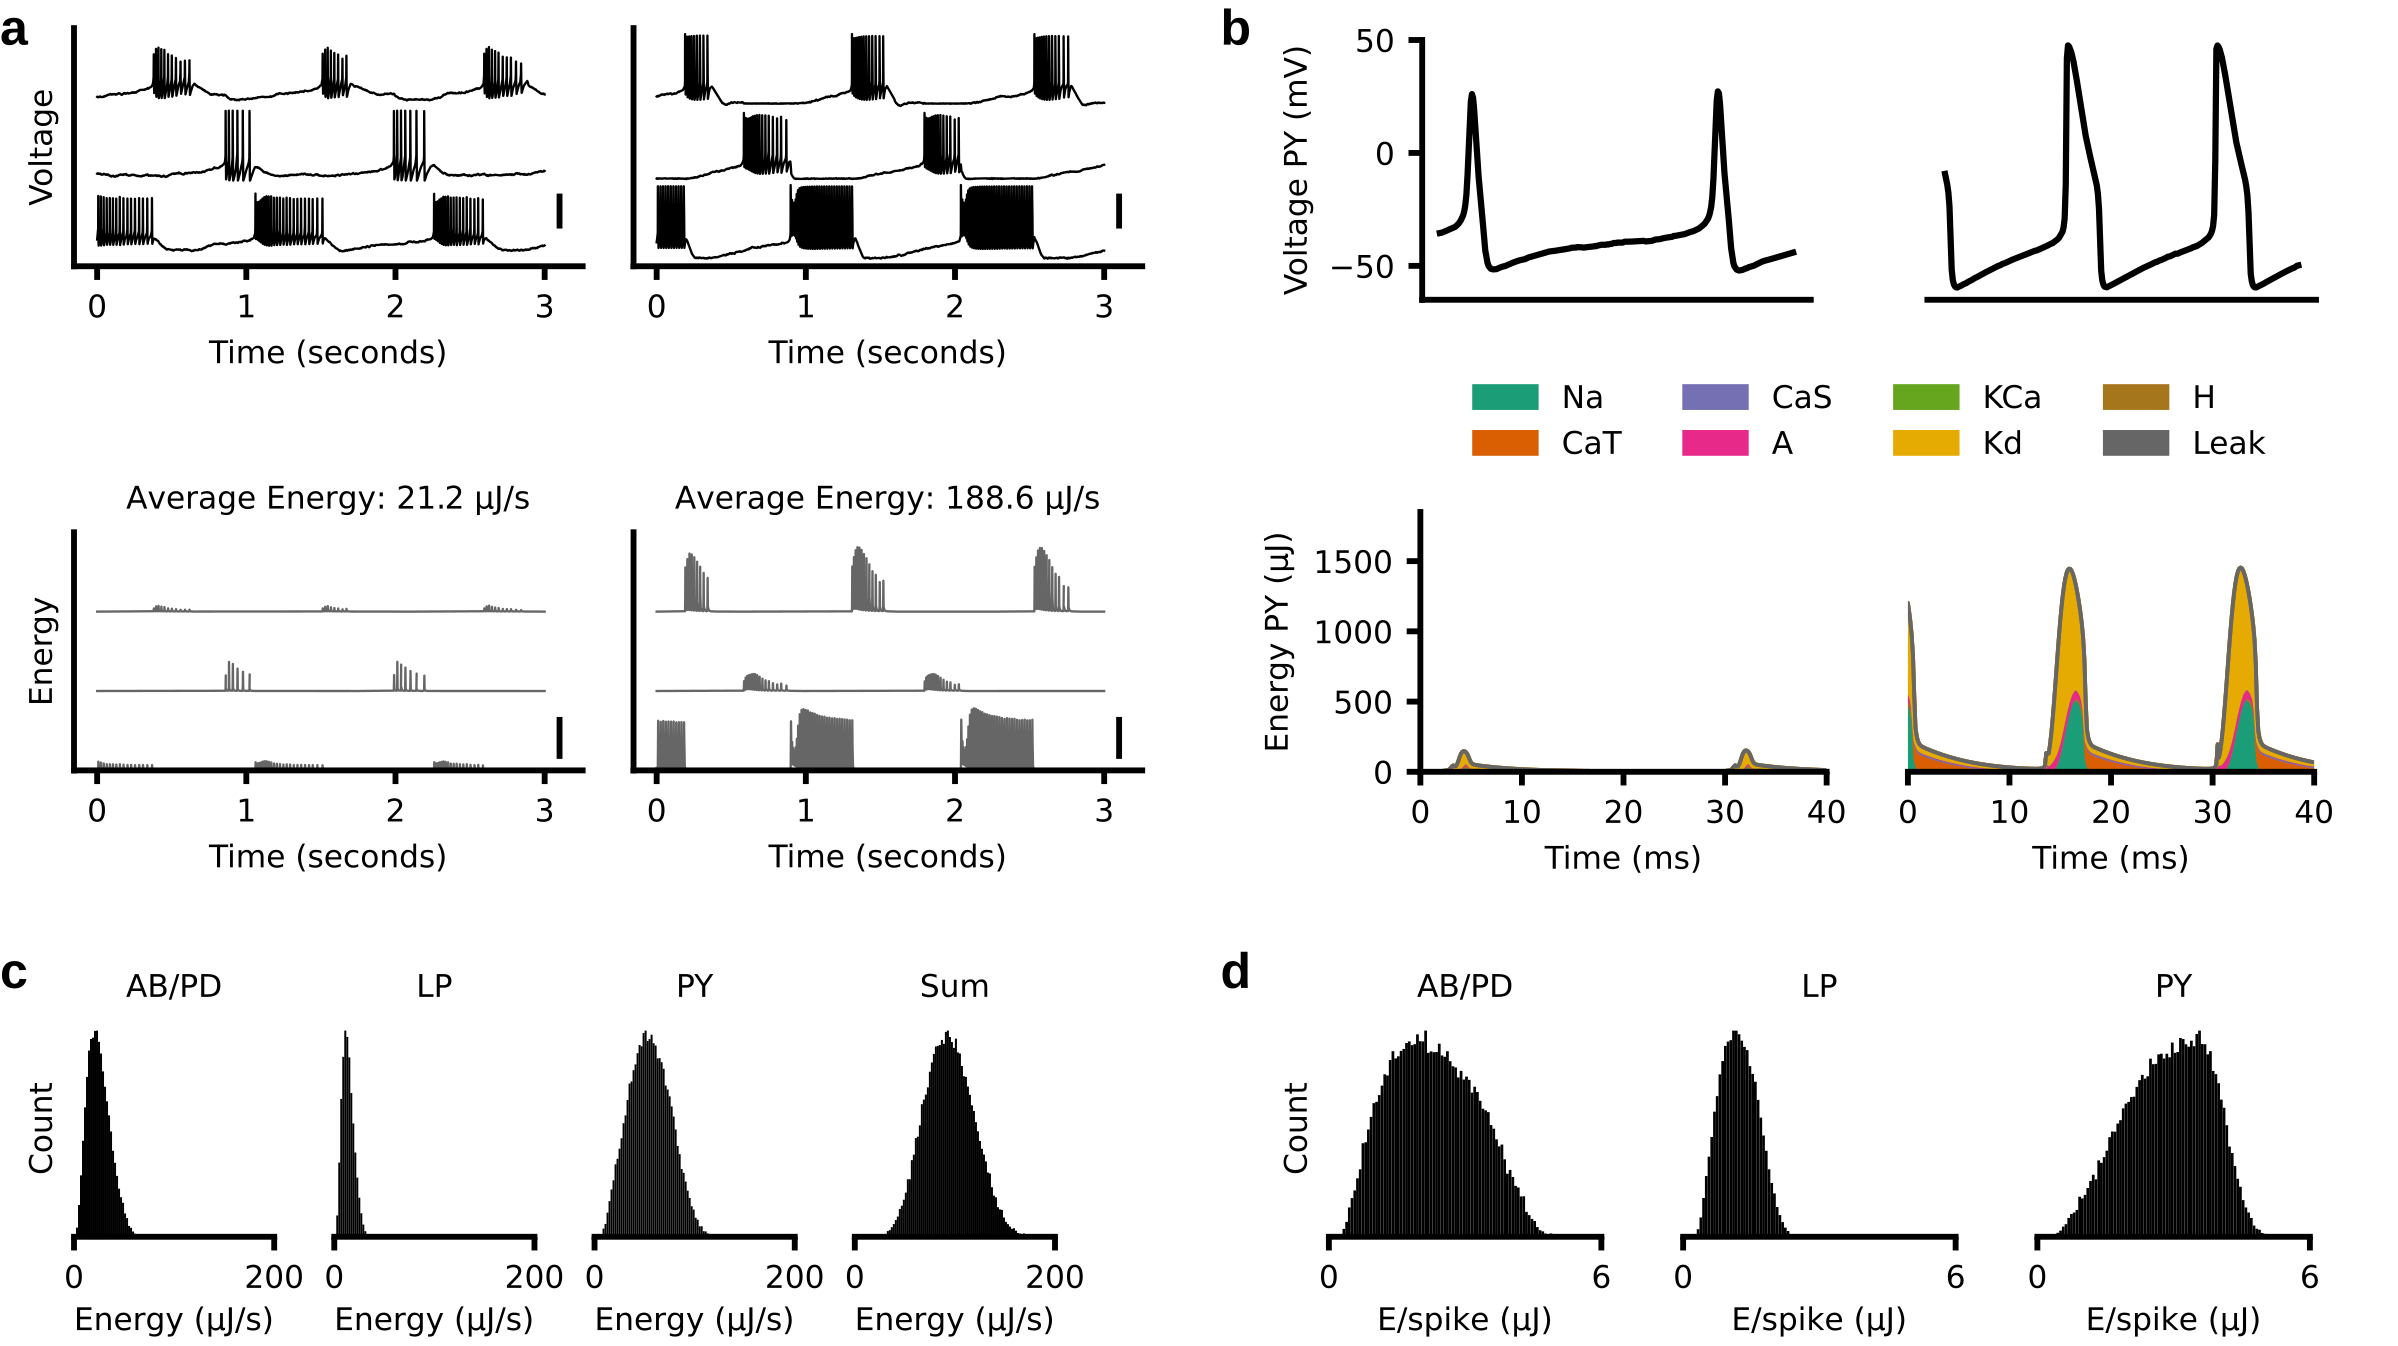 a
Voltage
0 1 2 3
Time (seconds)
0 1 2 3
Time (seconds)
Average Energy: 21.2 µJ/s
Average Energy: 188.6 µJ/s
Energy
0 1 2 3
Time (seconds)
0 1 2 3
Time (seconds)
b
Voltage PY (mV)
50
0
−50
Na CaS KCa H
CaT A Kd Leak
Energy PY (µJ)
1500
1000
500
0
0 10 20 30 40
Time (ms)
0 10 20 30 40
Time (ms)
c
AB/PD LP PY Sum
Count
0 200 0 200 0 200 0 200
Energy (µJ/s) Energy (µJ/s) Energy (µJ/s) Energy (µJ/s)
d
AB/PD LP PY
Count
0 6 0 6 0 6
E/spike (µJ) E/spike (µJ) E/spike (µJ)